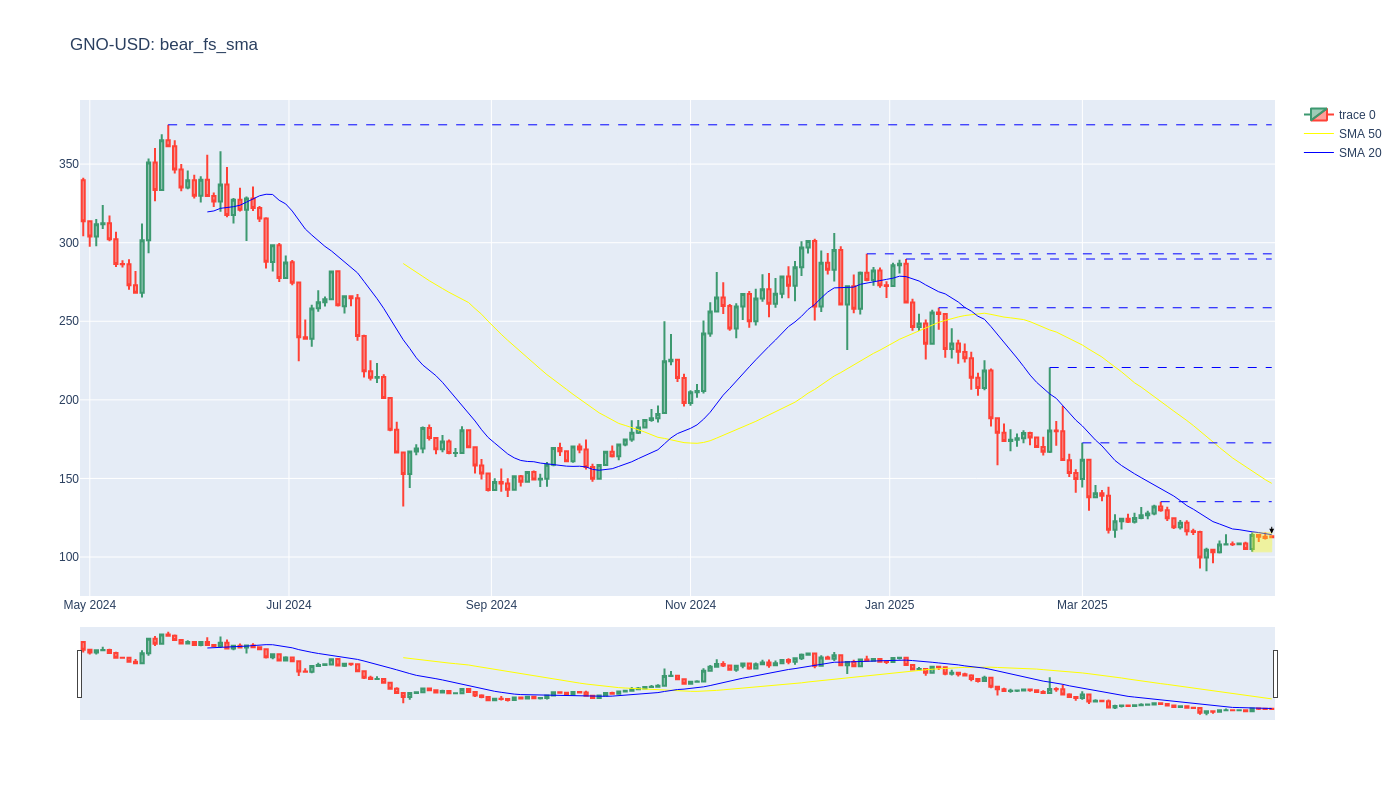 GNO-USD: bear_fs_sma
trace 0
SMA 50
SMA 20
350
300
250
200
150
100
May 2024
Jul 2024
Sep 2024
Nov 2024
Jan 2025
Mar 2025